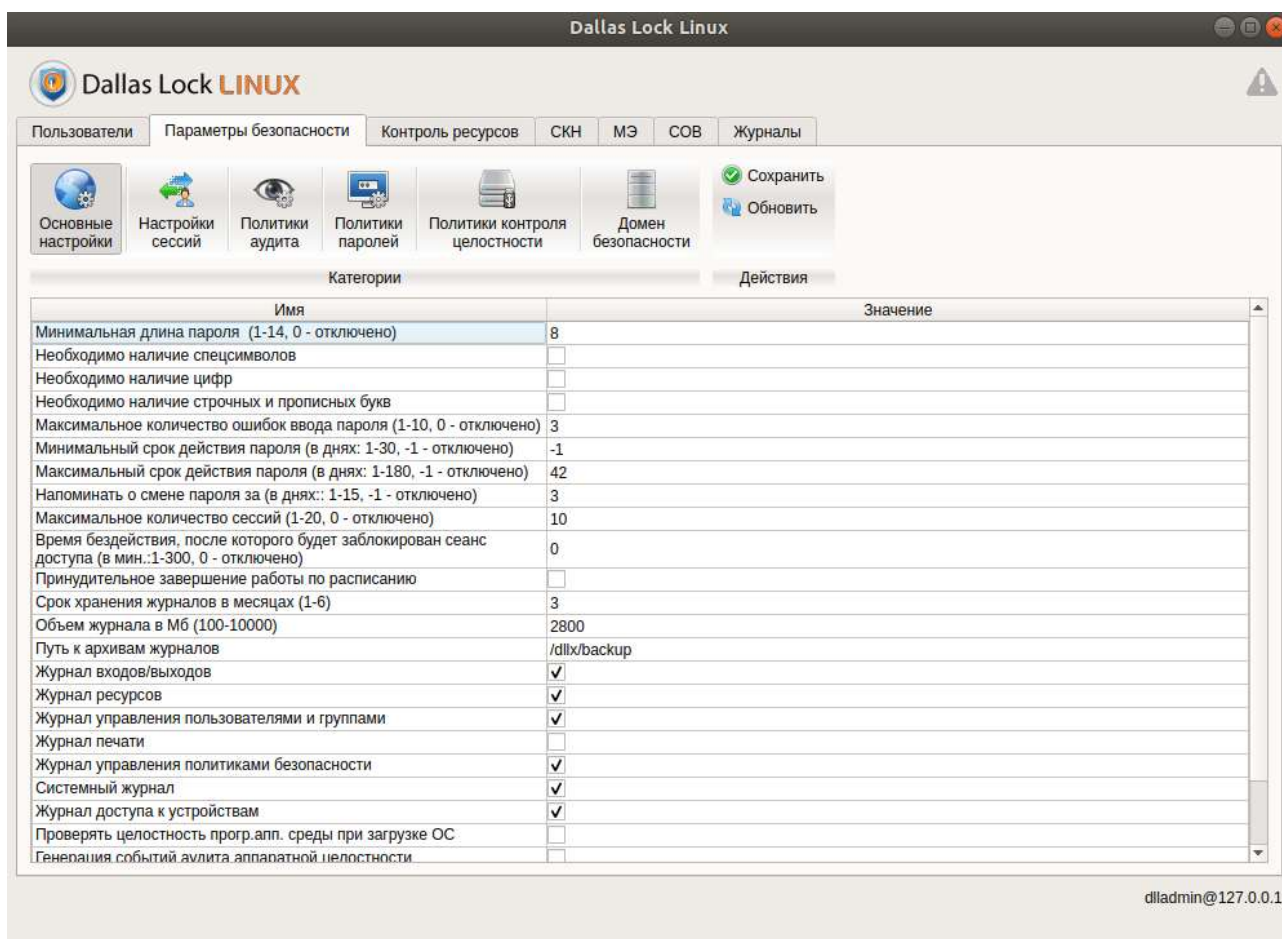 Dallas Lock Linux
Dallas Lock LINUX
Пользователи Параметры безопасности Контроль ресурсов СКН МЭ СОВ Журналы
Основные настройки
Настройки сессий
Политики аудита
Политики паролей
Политики контроля целостности
Домен безопасности
Сохранить
Обновить
Категории Действия
Имя Значение
Минимальная длина пароля (1-14, 0 - отключено) 8
Необходимо наличие спецсимволов
Необходимо наличие цифр
Необходимо наличие строчных и прописных букв
Максимальное количество ошибок ввода пароля (1-10, 0 - отключено) 3
Минимальный срок действия пароля (в днях: 1-30, -1 - отключено) -1
Максимальный срок действия пароля (в днях: 1-180, -1 - отключено) 42
Напоминать о смене пароля за (в днях:: 1-15, -1 - отключено) 3
Максимальное количество сессий (1-20, 0 - отключено) 10
Время бездействия, после которого будет заблокирован сеанс
доступа (в мин.:1-300, 0 - отключено) 0
Принудительное завершение работы по расписанию
Срок хранения журналов в месяцах (1-6) 3
Объем журнала в Мб (100-10000) 2800
Путь к архивам журналов /dllx/backup
Журнал входов/выходов
Журнал ресурсов
Журнал управления пользователями и группами
Журнал печати
Журнал управления политиками безопасности
Системный журнал
Журнал доступа к устройствам
Проверять целостность прогр.апп. среды при загрузке ОС
Генерация событий аудита аппаратной целостности
dlladmin@127.0.0.1